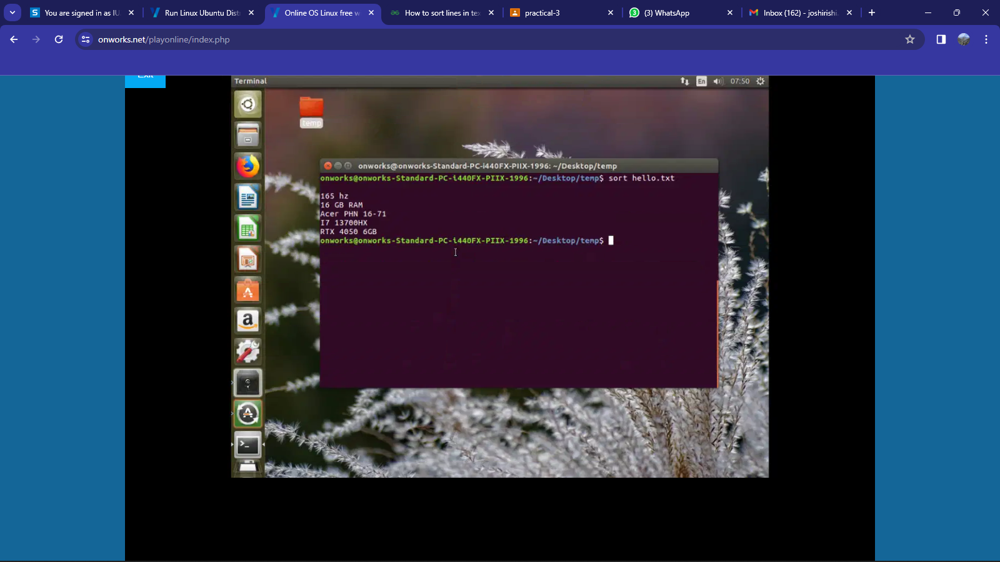 You are signed in as IU
Run Linux Ubuntu Dist
Online OS Linux free w
How to sort lines in tex
practical-3
(3) WhatsApp
Inbox (162) - joshirishi
onworks.net/playonline/index.php
Exit
Terminal
En
07:50
temp
onworks@onworks-Standard-PC-i440FX-PIIX-1996: ~/Desktop/temp
onworks@onworks-Standard-PC-i440FX-PIIX-1996:~/Desktop/temp$ sort hello.txt
165 hz
16 GB RAM
Acer PHN 16-71
I7 13700HX
RTX 4050 6GB
onworks@onworks-Standard-PC-i440FX-PIIX-1996:~/Desktop/temp$